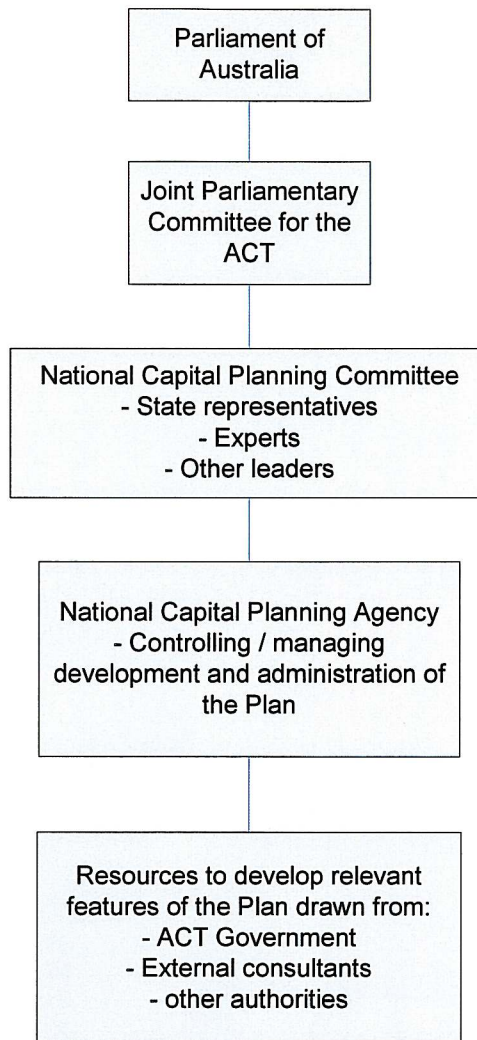 Parliament of
Australia
Joint Parliamentary
Committee for the
ACT
National Capital Planning Committee
- State representatives
- Experts
- Other leaders
National Capital Planning Agency
- Controlling / managing
development and administration of
the Plan
Resources to develop relevant
features of the Plan drawn from:
- ACT Government
- External consultants
- other authorities